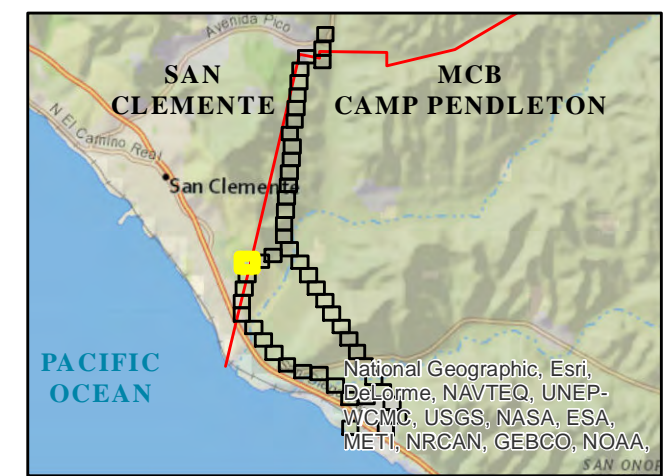 Avenida Pico
SAN
CLEMENTE
MCB
CAMP PENDLETON
N El Camino Real
San Clemente
PACIFIC
OCEAN
National Geographic, Esri,
DeLorme, NAVTEQ, UNEP-
WCMC, USGS, NASA, ESA,
METI, NRCAN, GEBCO, NOAA,
SAN ONOF